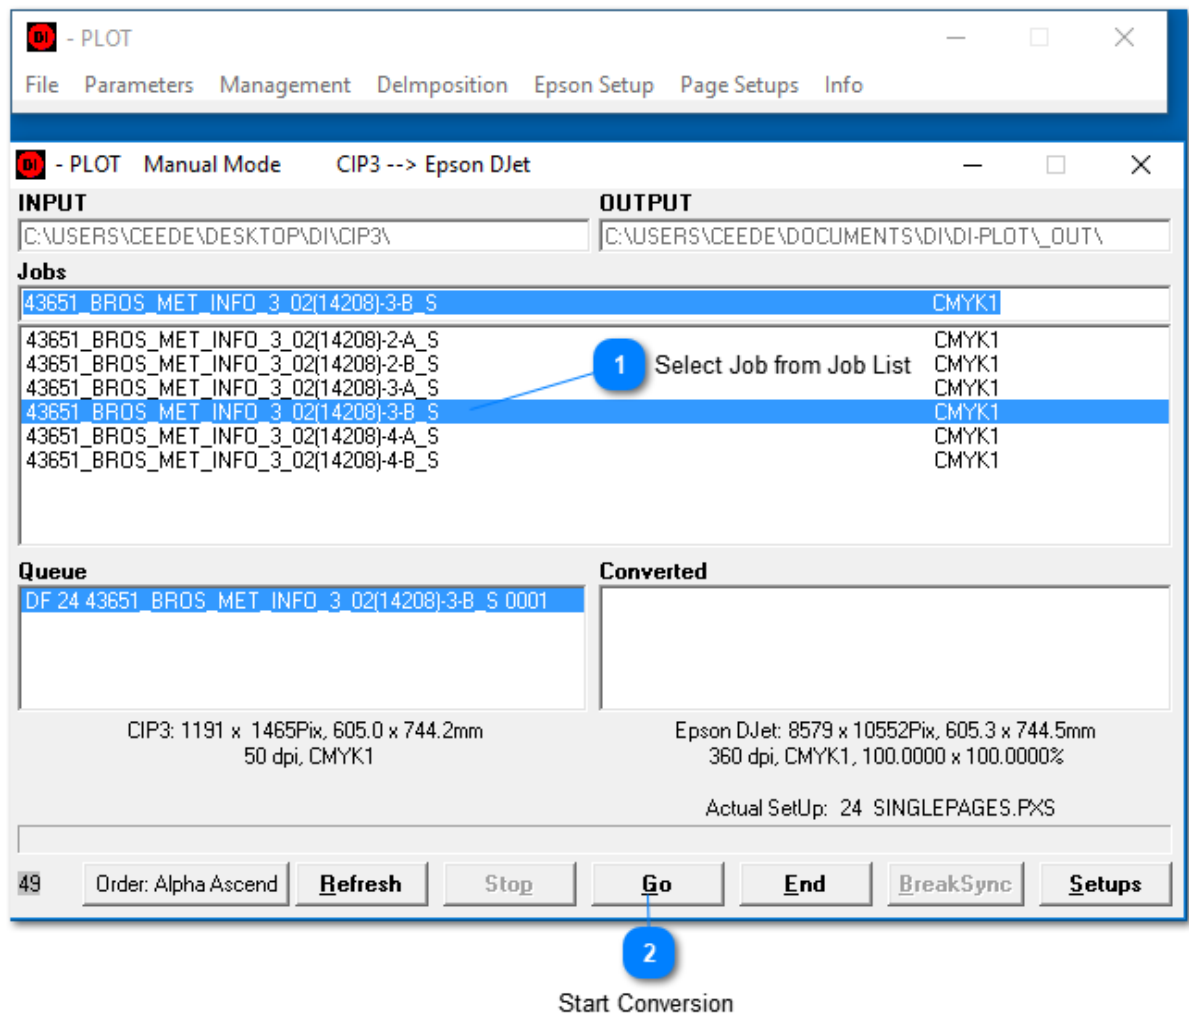 DI - PLOT
File Parameters Management DeImposition Epson Setup Page Setups Info
DI - PLOT Manual Mode CIP3 --> Epson DJet
INPUT OUTPUT
C:\USERS\CEEDE\DESKTOP\DI\CIP3\ C:\USERS\CEEDE\DOCUMENTS\DI\DI-PLOT\_OUT\
Jobs
43651_BROS_MET_INFO_3_02(14208)-3-B_S CMYK1
43651_BROS_MET_INFO_3_02(14208)-2-A_S CMYK1
43651_BROS_MET_INFO_3_02(14208)-2-B_S CMYK1
1 Select Job from Job List
43651_BROS_MET_INFO_3_02(14208)-3-A_S CMYK1
43651_BROS_MET_INFO_3_02(14208)-3-B_S CMYK1
43651_BROS_MET_INFO_3_02(14208)-4-A_S CMYK1
43651_BROS_MET_INFO_3_02(14208)-4-B_S CMYK1
Queue Converted
DF 24 43651_BROS_MET_INFO_3_02(14208)-3-B_S 0001
CIP3: 1191 x 1465Pix, 605.0 x 744.2mm Epson DJet: 8579 x 10552Pix, 605.3 x 744.5mm
50 dpi, CMYK1 360 dpi, CMYK1, 100.0000 x 100.0000%
Actual SetUp: 24 SINGLEPAGES.PXS
49 Order: Alpha Ascend Refresh Stop Go End BreakSync Setups
2
Start Conversion